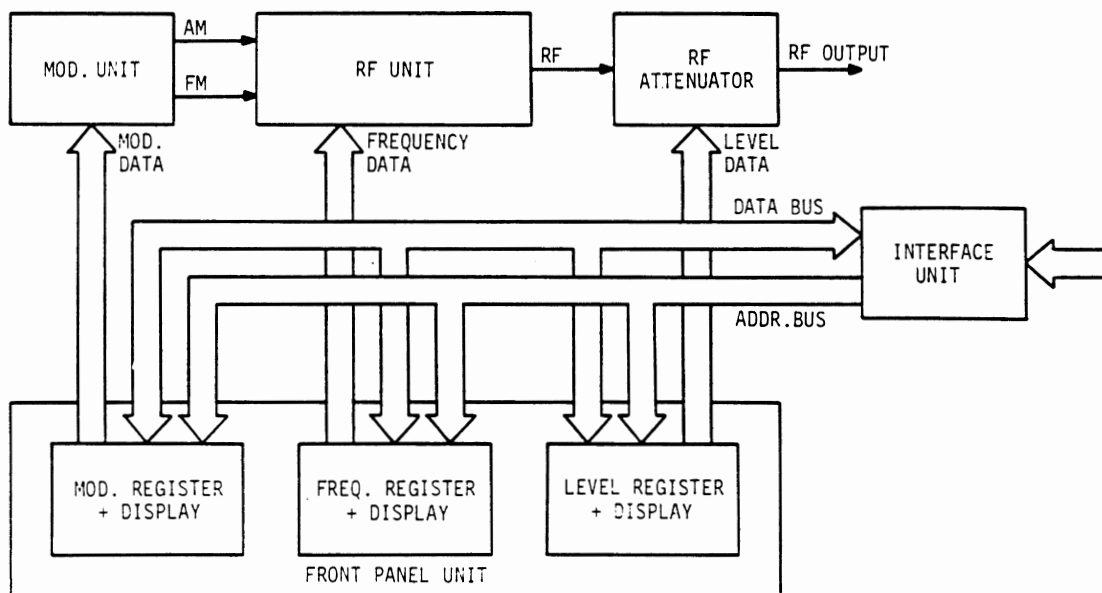 AM
MOD. UNIT
FM
RF UNIT
RF
RF
ATTENUATOR
RF OUTPUT
MOD.
DATA
FREQUENCY
DATA
LEVEL
DATA
DATA BUS
INTERFACE
UNIT
ADDR.BUS
MOD. REGISTER
+ DISPLAY
FREQ. REGISTER
+ DISPLAY
LEVEL REGISTER
+ DISPLAY
FRONT PANEL UNIT